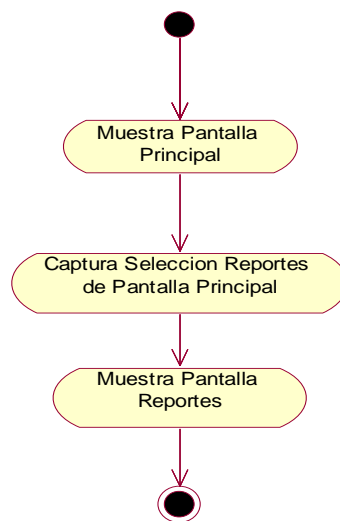 Muestra Pantalla
Principal
Captura Seleccion Reportes
de Pantalla Principal
Muestra Pantalla
Reportes